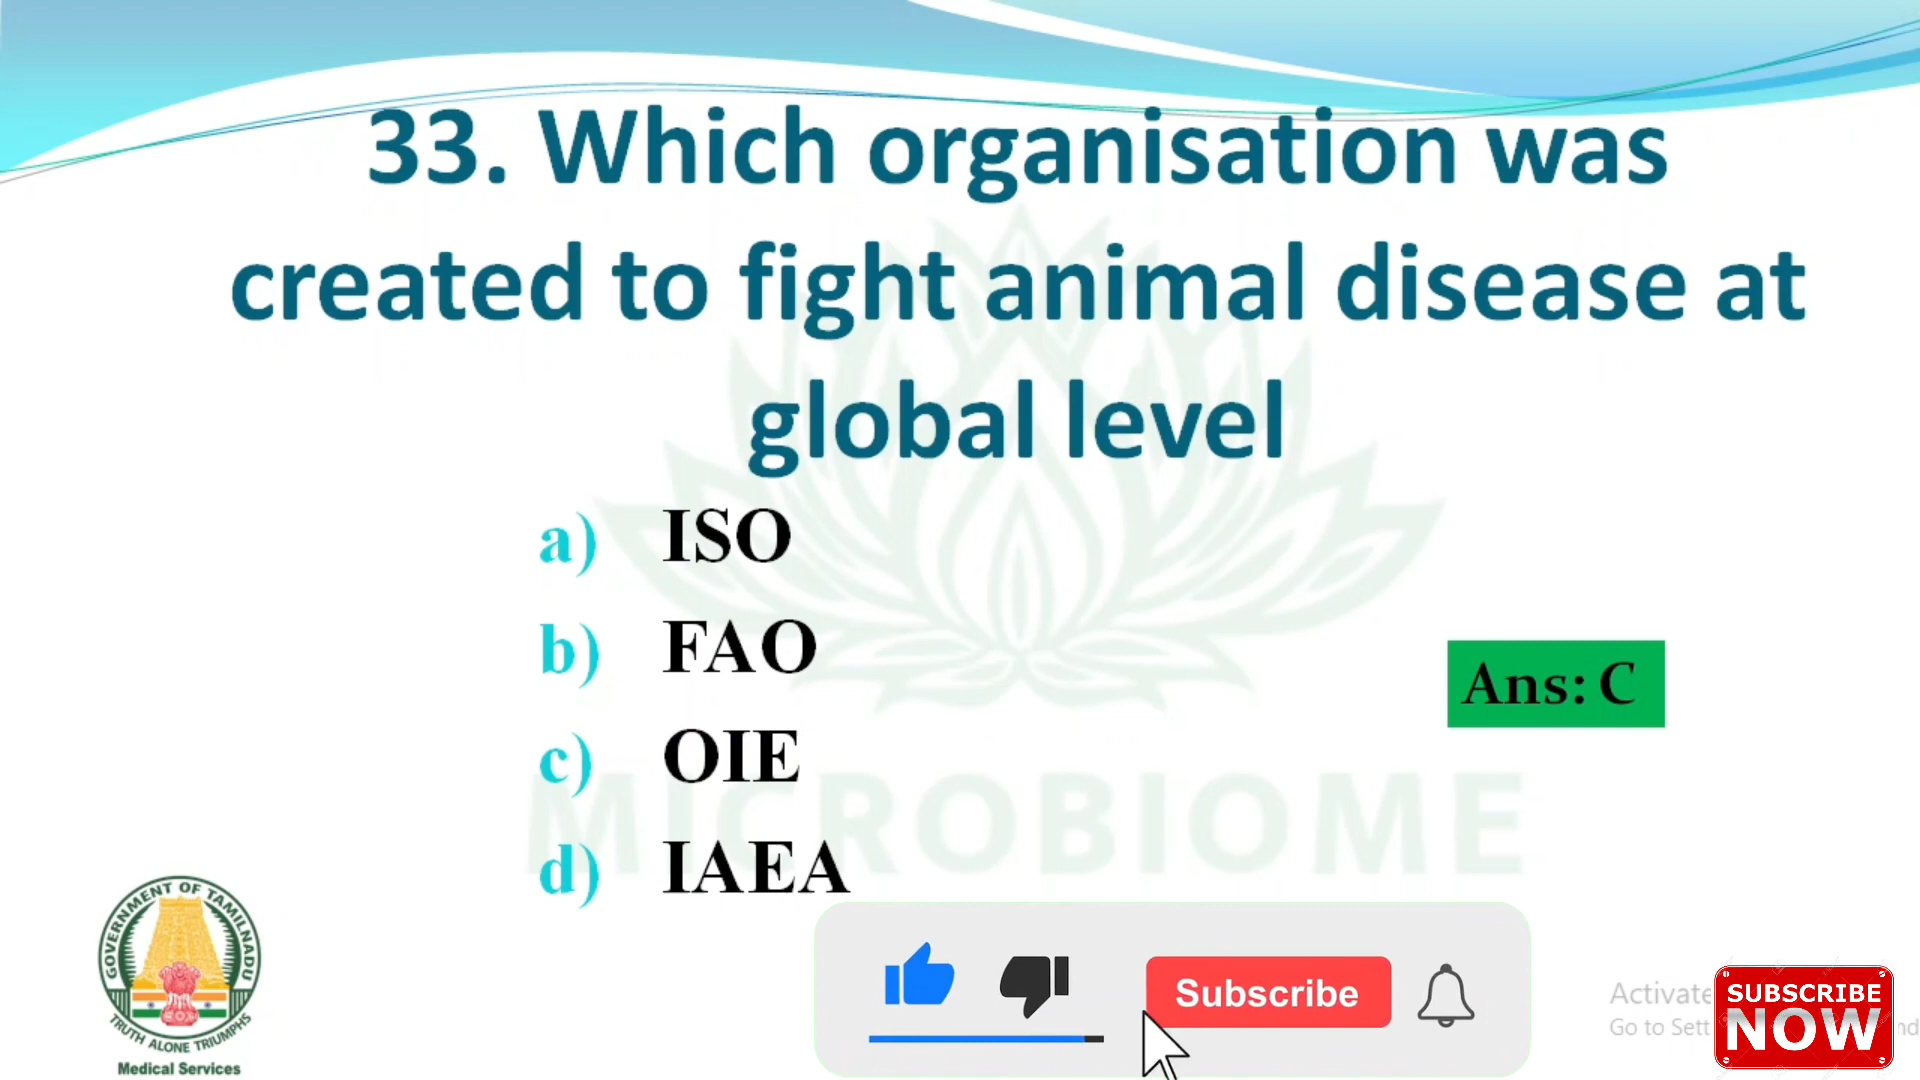 33. Which organisation was
created to fight animal disease at
global level
a) ISO
b) FAO
c) OIE
d) IAEA
Ans: C
MICROBIOME
GOVERNMENT OF TAMILNADU
TRUTH ALONE TRIUMPHS
Medical Services
Subscribe
Activate
Go to Sett
SUBSCRIBE
NOW